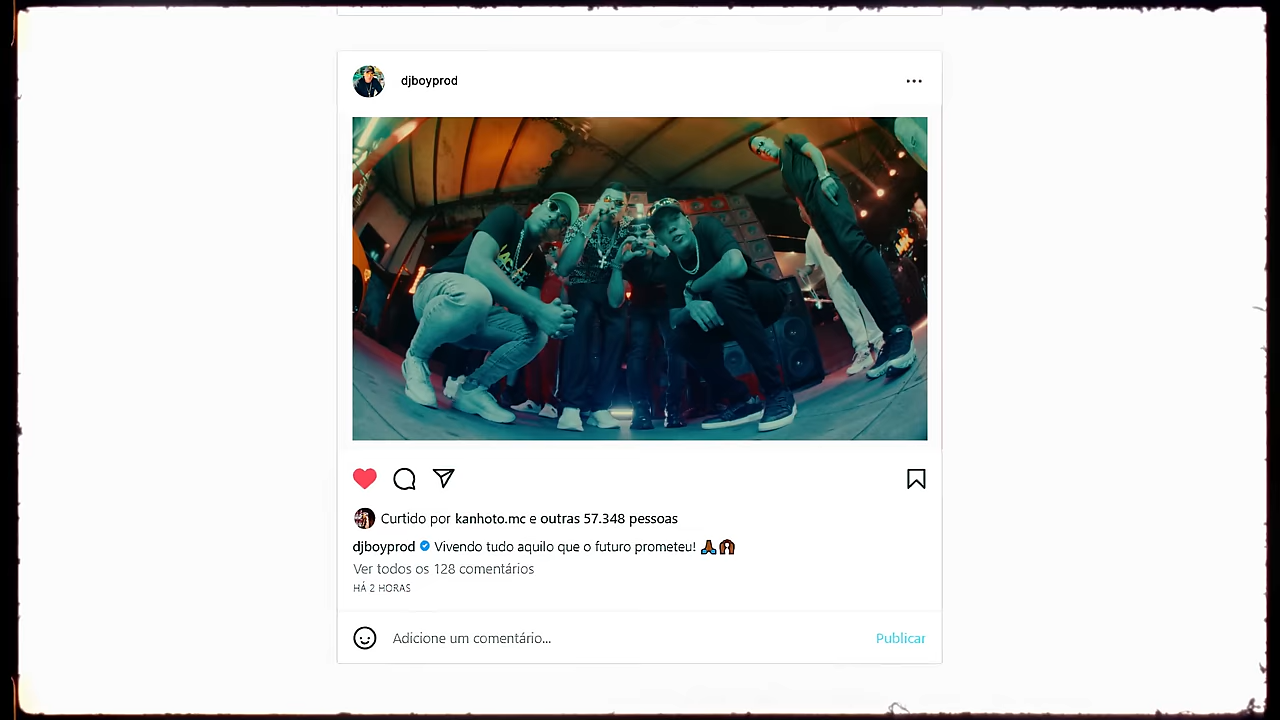 djboyprod
Curtido por kanhoto.mc e outras 57.348 pessoas
djboyprod Vivendo tudo aquilo que o futuro prometeu! 🙏🏾🙆🏾
Ver todos os 128 comentários
HÁ 2 HORAS
Adicione um comentário... Publicar